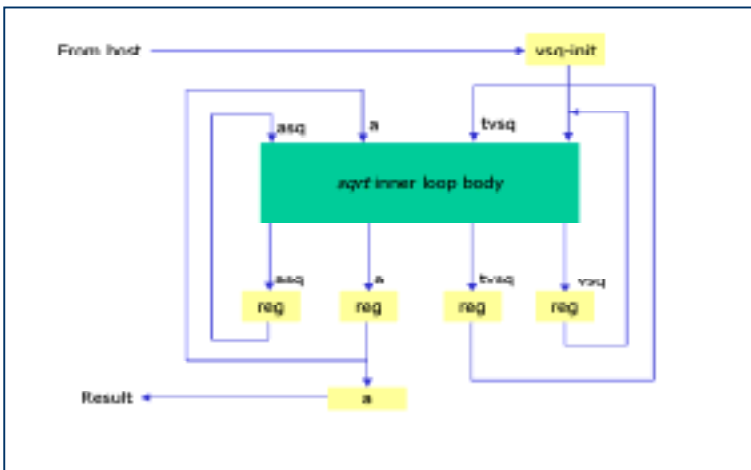 From host
vsq-init
asq a tvsq
sqrt inner loop body
asq a tvsq vsq
reg reg reg reg
Result a